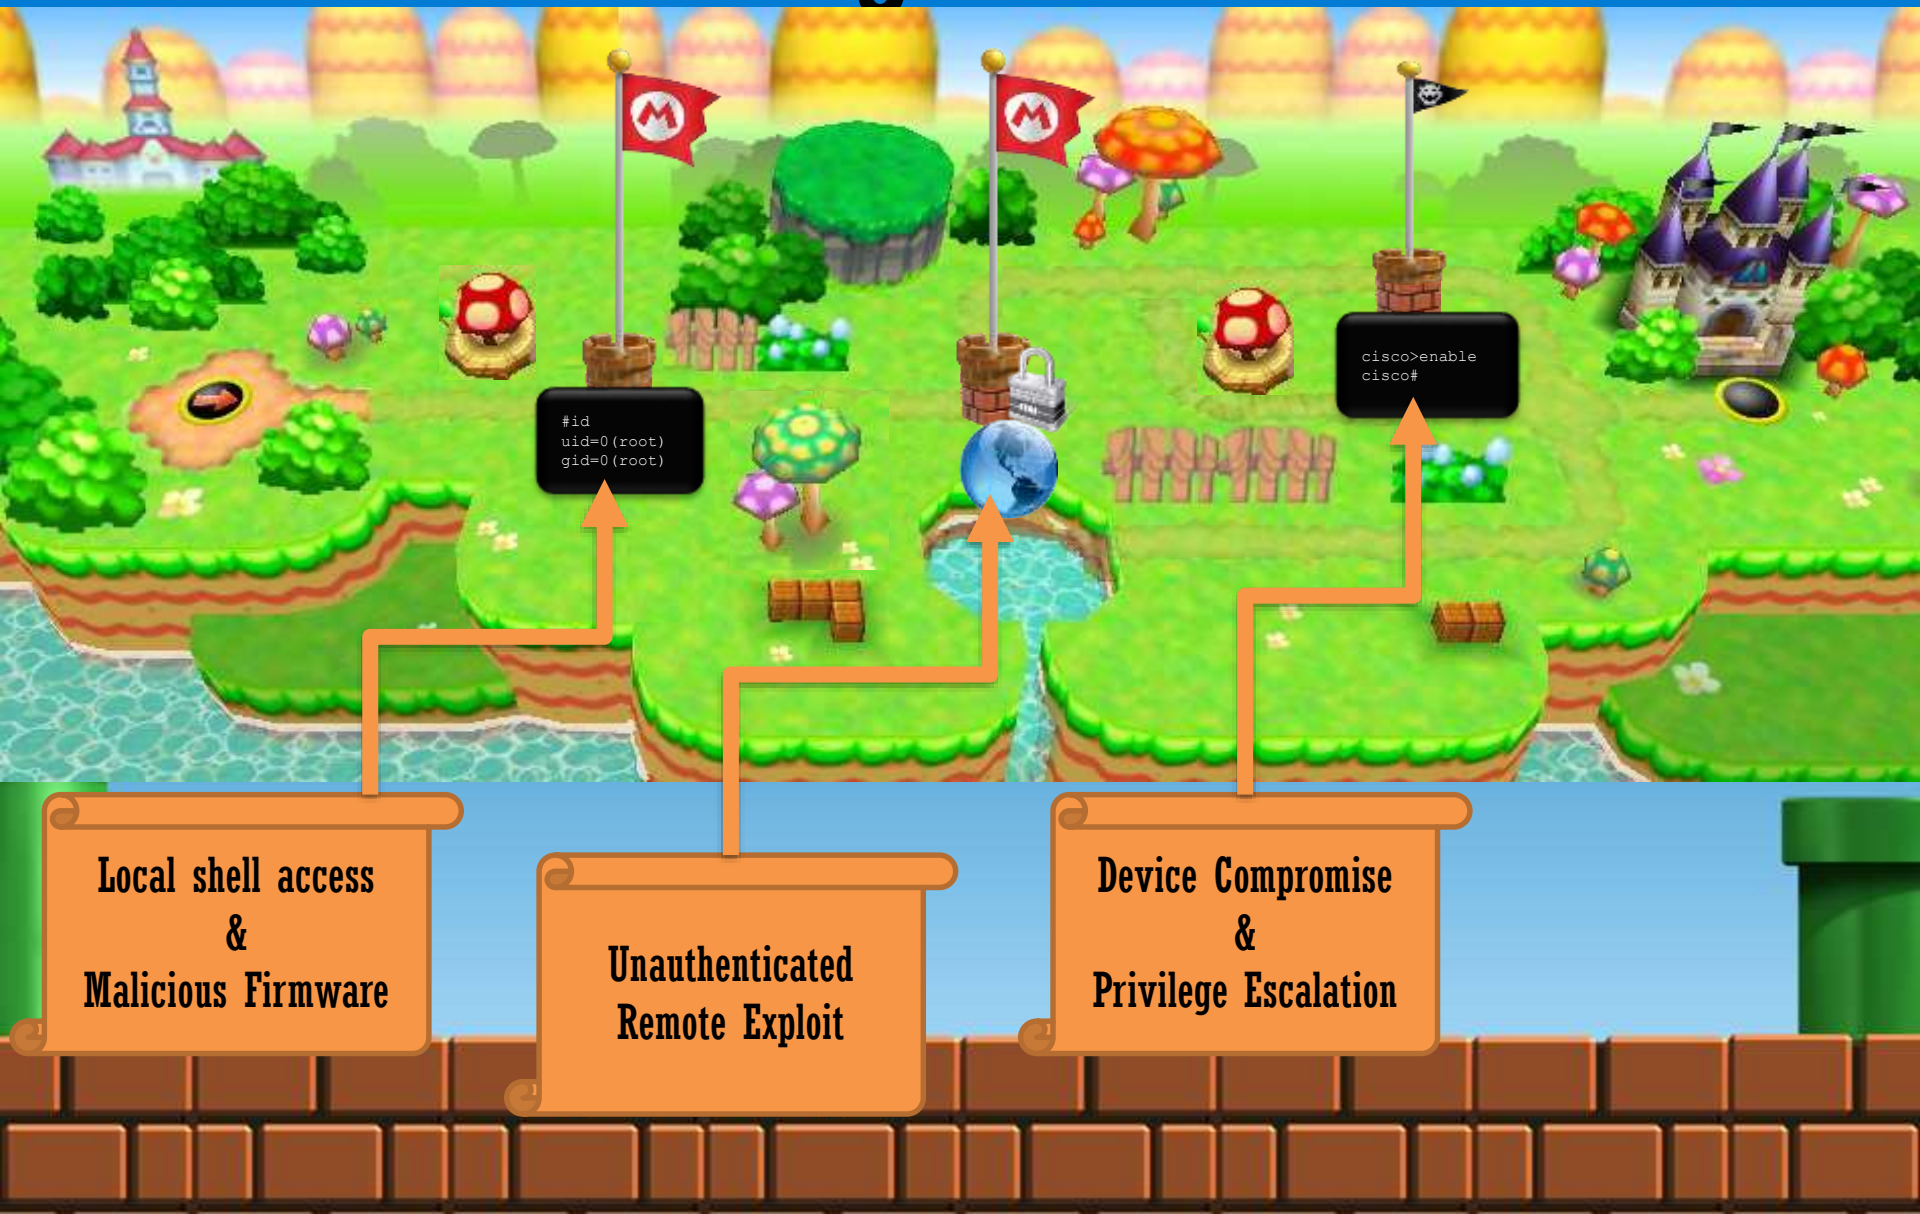 M
M
#id
uid=0(root)
gid=0(root)
cisco>enable
cisco#
Local shell access
&
Malicious Firmware
Unauthenticated
Remote Exploit
Device Compromise
&
Privilege Escalation